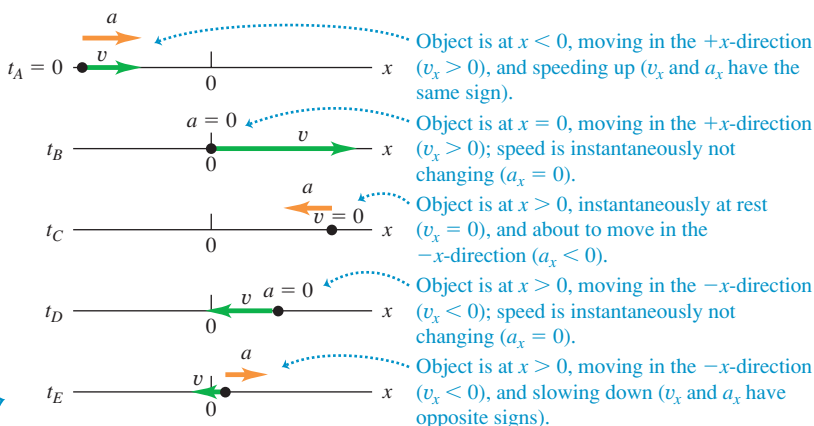 a
v
t_A = 0
x
0
Object is at x < 0, moving in the +x-direction
(v_x > 0), and speeding up (v_x and a_x have the
same sign).
a = 0
v
t_B
x
0
Object is at x = 0, moving in the +x-direction
(v_x > 0); speed is instantaneously not
changing (a_x = 0).
a
v = 0
t_C
x
0
Object is at x > 0, instantaneously at rest
(v_x = 0), and about to move in the
−x-direction (a_x < 0).
v
a = 0
t_D
x
0
Object is at x > 0, moving in the −x-direction
(v_x < 0); speed is instantaneously not
changing (a_x = 0).
a
v
t_E
x
0
Object is at x > 0, moving in the −x-direction
(v_x < 0), and slowing down (v_x and a_x have
opposite signs).